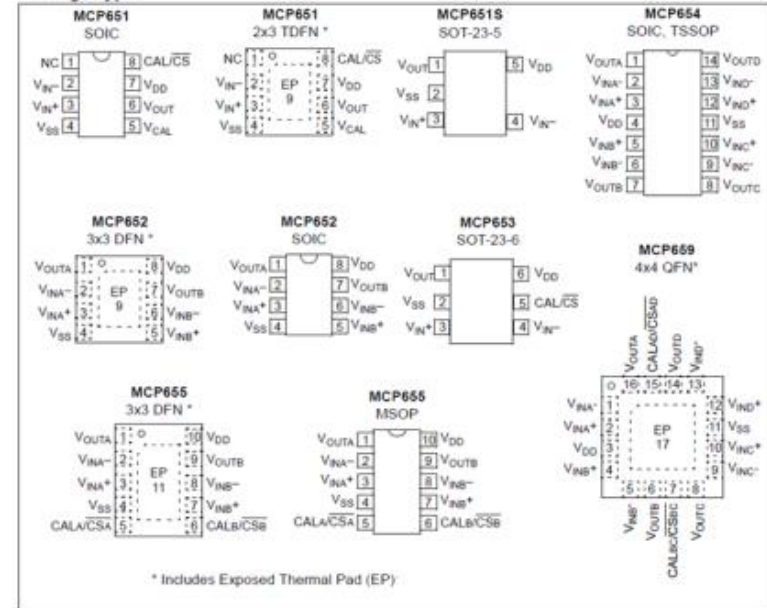 MCP651
SOIC
NC 1
VIN– 2
VIN+ 3
VSS 4
8 CAL/CS
7 VDD
6 VOUT
5 VCAL
MCP651
2x3 TDFN *
NC 1
VIN– 2
VIN+ 3
VSS 4
EP
9
8 CAL/CS
7 VDD
6 VOUT
5 VCAL
MCP651S
SOT-23-5
VOUT 1
VSS 2
VIN+ 3
5 VDD
4 VIN–
MCP654
SOIC, TSSOP
VOUTA 1
VINA- 2
VINA+ 3
VDD 4
VINB+ 5
VINB- 6
VOUTB 7
14 VOUTD
13 VIND-
12 VIND+
11 VSS
10 VINC+
9 VINC-
8 VOUTC
MCP652
3x3 DFN *
VOUTA 1
VINA– 2
VINA+ 3
VSS 4
EP
9
8 VDD
7 VOUTB
6 VINB–
5 VINB+
MCP652
SOIC
VOUTA 1
VINA– 2
VINA+ 3
VSS 4
8 VDD
7 VOUTB
6 VINB–
5 VINB+
MCP653
SOT-23-6
VOUT 1
VSS 2
VIN+ 3
6 VDD
5 CAL/CS
4 VIN–
MCP659
4x4 QFN*
VOUTA
CALAD/CSAD
VOUTD
VIND-
16 15 14 13
VINA- 1
VINA+ 2
VDD 3
VINB+ 4
EP
17
12 VIND+
11 VSS
10 VINC+
9 VINC-
5 6 7 8
VINB-
VOUTB
CALBC/CSBC
VOUTC
MCP655
3x3 DFN *
VOUTA 1
VINA– 2
VINA+ 3
VSS 4
CALA/CSA 5
EP
11
10 VDD
9 VOUTB
8 VINB–
7 VINB+
6 CALB/CSB
MCP655
MSOP
VOUTA 1
VINA– 2
VINA+ 3
VSS 4
CALA/CSA 5
10 VDD
9 VOUTB
8 VINB–
7 VINB+
6 CALB/CSB
* Includes Exposed Thermal Pad (EP)